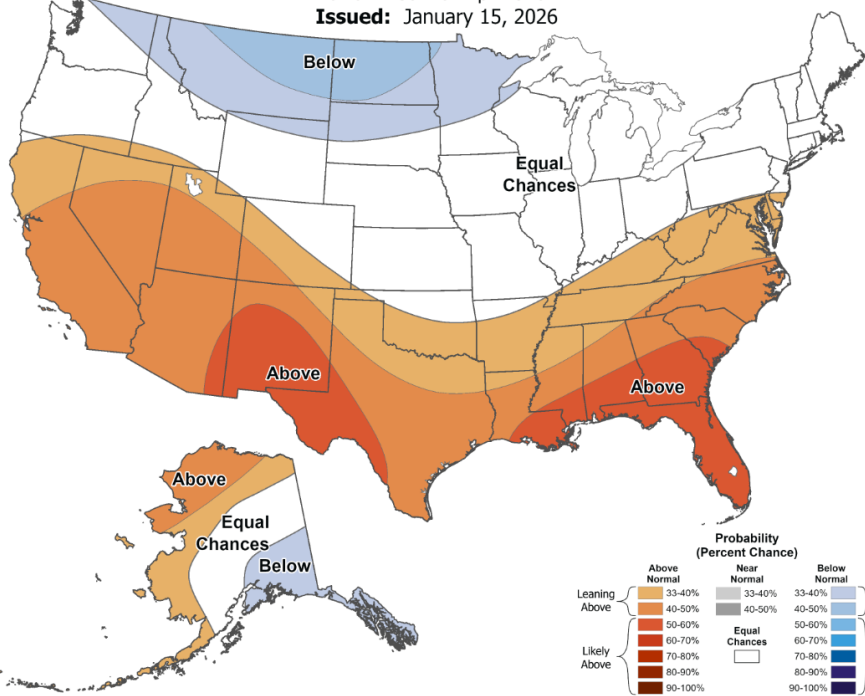 Issued: January 15, 2026
Below
Equal
Chances
Above
Above
Above
Equal
Chances
Below
Probability
(Percent Chance)
Above
Normal
Near
Normal
Below
Normal
Leaning
Above
33-40%
33-40%
33-40%
40-50%
40-50%
40-50%
Likely
Above
50-60%
Equal
Chances
50-60%
60-70%
60-70%
70-80%
70-80%
80-90%
80-90%
90-100%
90-100%